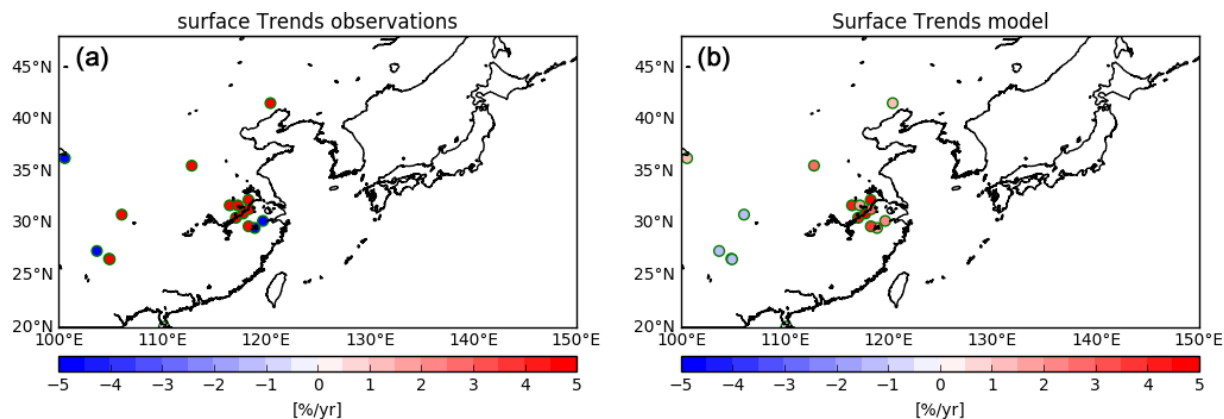 surface Trends observations
(a)
45°N
40°N
35°N
30°N
25°N
20°N
100°E 110°E 120°E 130°E 140°E 150°E
−5 −4 −3 −2 −1 0 1 2 3 4 5
[%/yr]
Surface Trends model
(b)
45°N
40°N
35°N
30°N
25°N
20°N
100°E 110°E 120°E 130°E 140°E 150°E
−5 −4 −3 −2 −1 0 1 2 3 4 5
[%/yr]